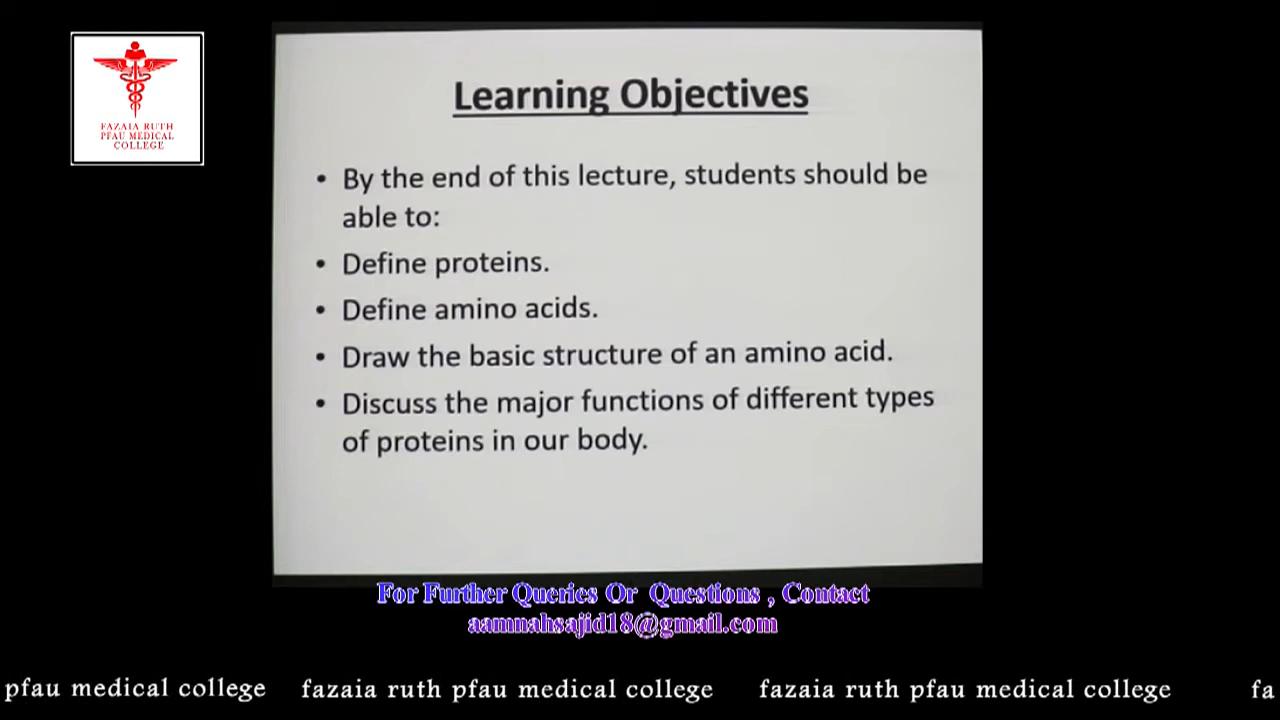 FAZAIA RUTH
PFAU MEDICAL
COLLEGE
Learning Objectives
• By the end of this lecture, students should be
able to:
• Define proteins.
• Define amino acids.
• Draw the basic structure of an amino acid.
• Discuss the major functions of different types
of proteins in our body.
For Further Queries Or Questions , Contact
aamnahsajid18@gmail.com
pfau medical college fazaia ruth pfau medical college fazaia ruth pfau medical college fa